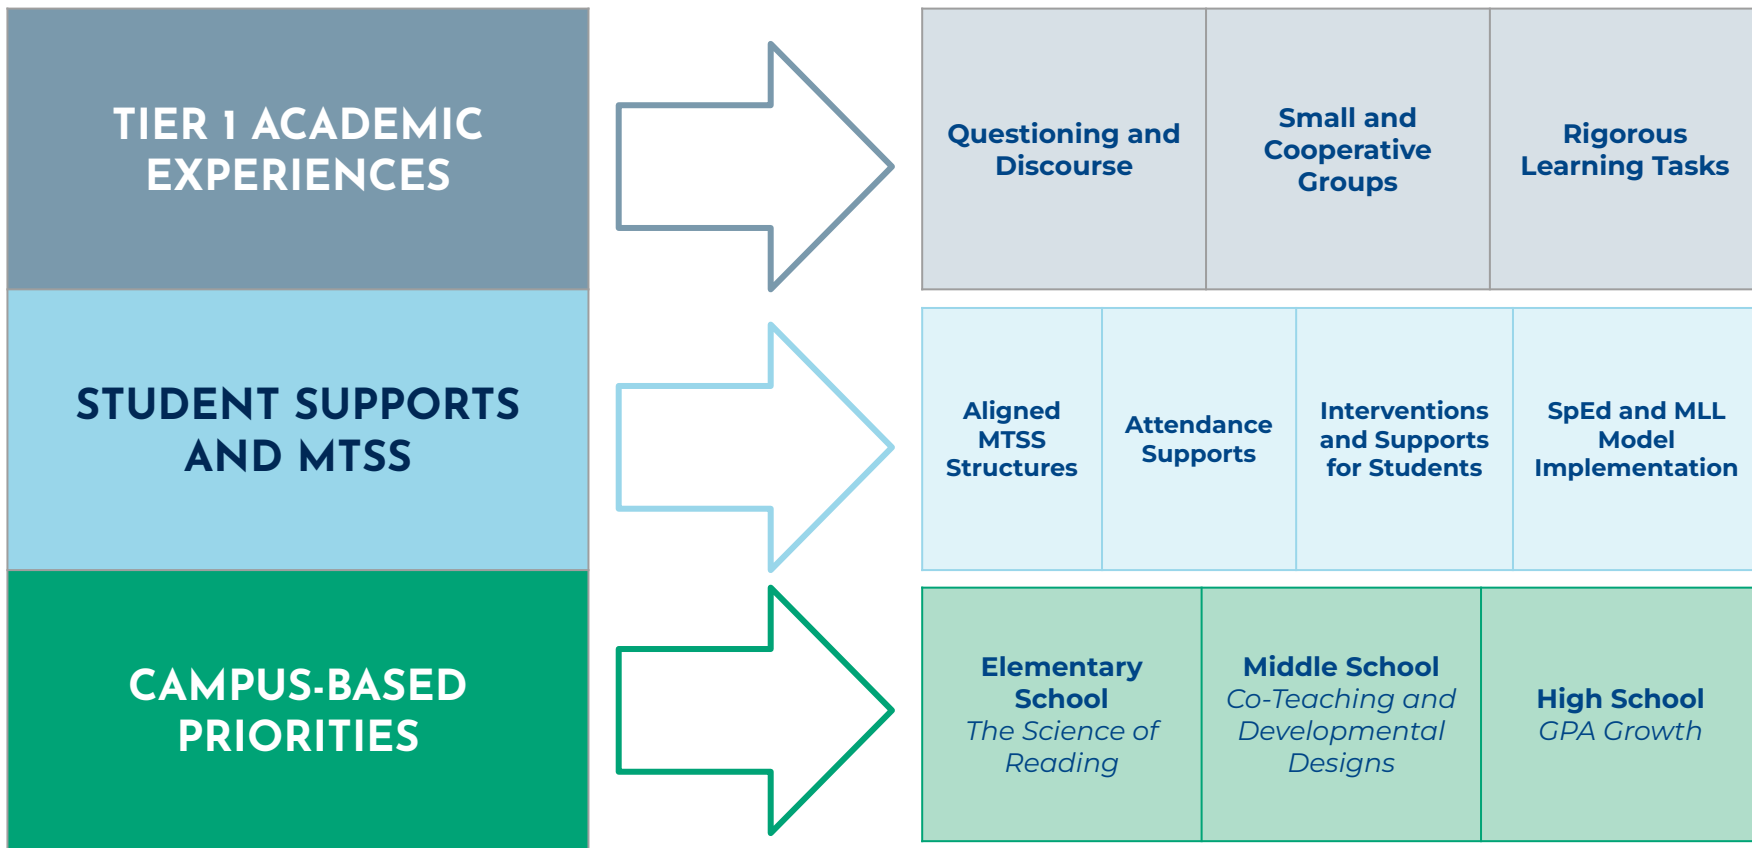 TIER 1 ACADEMIC
EXPERIENCES
Questioning and
Discourse
Small and
Cooperative
Groups
Rigorous
Learning Tasks
STUDENT SUPPORTS
AND MTSS
Aligned
MTSS
Structures
Attendance
Supports
Interventions
and Supports
for Students
SpEd and MLL
Model
Implementation
CAMPUS-BASED
PRIORITIES
Elementary
School
The Science of
Reading
Middle School
Co-Teaching and
Developmental
Designs
High School
GPA Growth